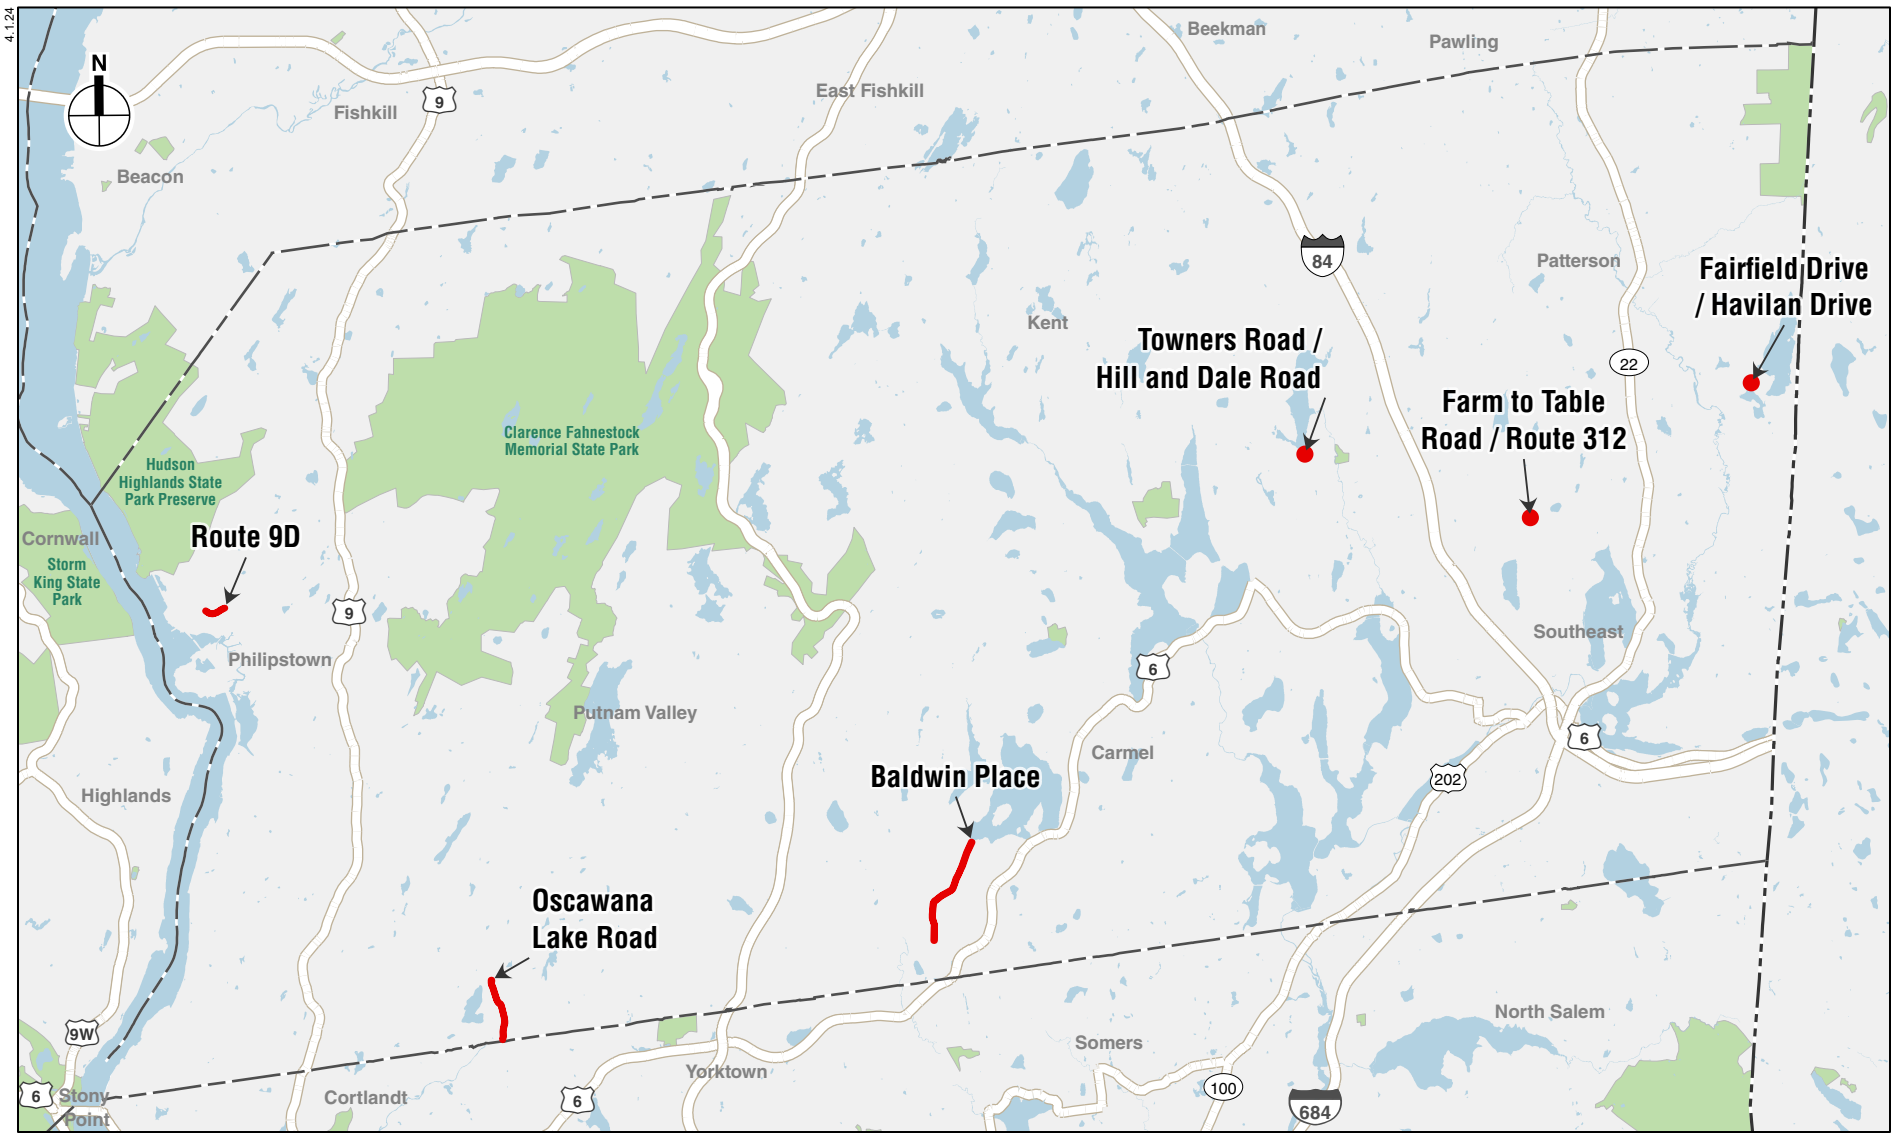 4.1.24
Beekman
Pawling
N
East Fishkill
9
Fishkill
Beacon
84
Patterson
Fairfield Drive
/ Havilan Drive
Kent
Towners Road /
Hill and Dale Road
22
Farm to Table
Road / Route 312
Clarence Fahnestock
Memorial State Park
Hudson
Highlands State
Park Preserve
Route 9D
Cornwall
Storm
King State
Park
9
Southeast
Philipstown
6
Putnam Valley
6
Carmel
Baldwin Place
202
Highlands
Oscawana
Lake Road
North Salem
9W
Somers
Yorktown
100
6
Stony
Point
Cortlandt
6
684